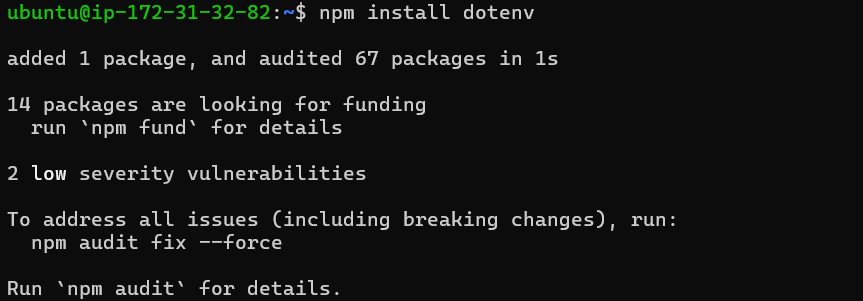 ubuntu@ip-172-31-32-82:~$ npm install dotenv
added 1 package, and audited 67 packages in 1s
14 packages are looking for funding
  run `npm fund` for details
2 low severity vulnerabilities
To address all issues (including breaking changes), run:
  npm audit fix --force
Run `npm audit` for details.